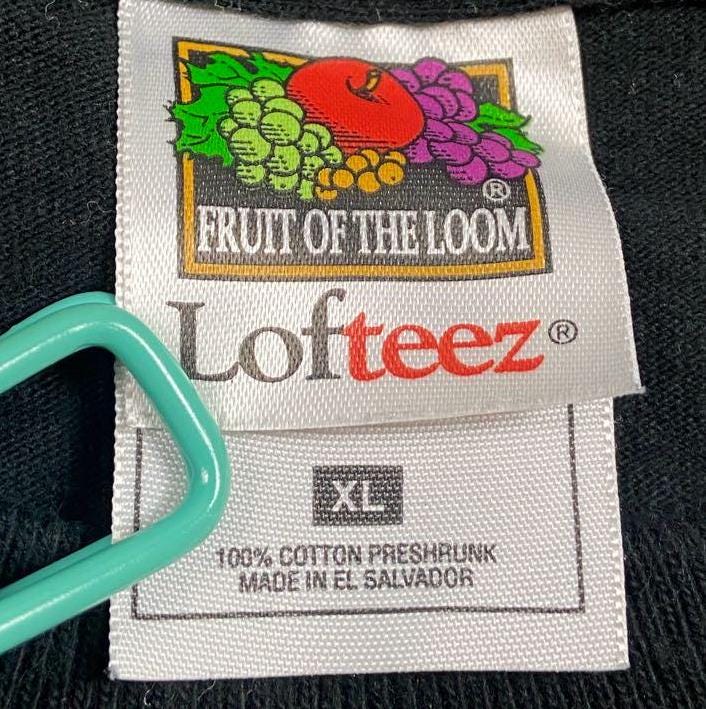 ®
FRUIT OF THE LOOM
Lofteez®
XL
100% COTTON PRESHRUNK
MADE IN EL SALVADOR